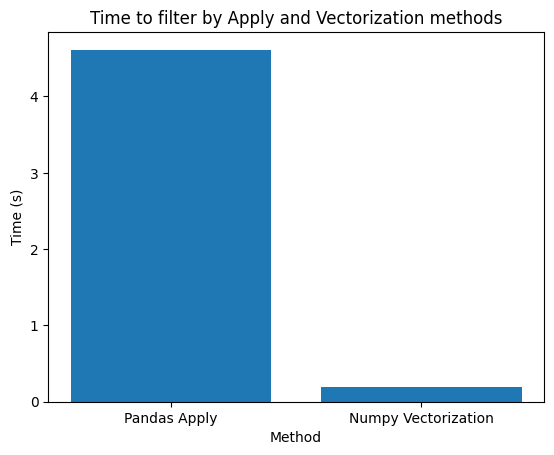 Time to filter by Apply and Vectorization methods
Time (s)
4
3
2
1
0
Pandas Apply
Numpy Vectorization
Method